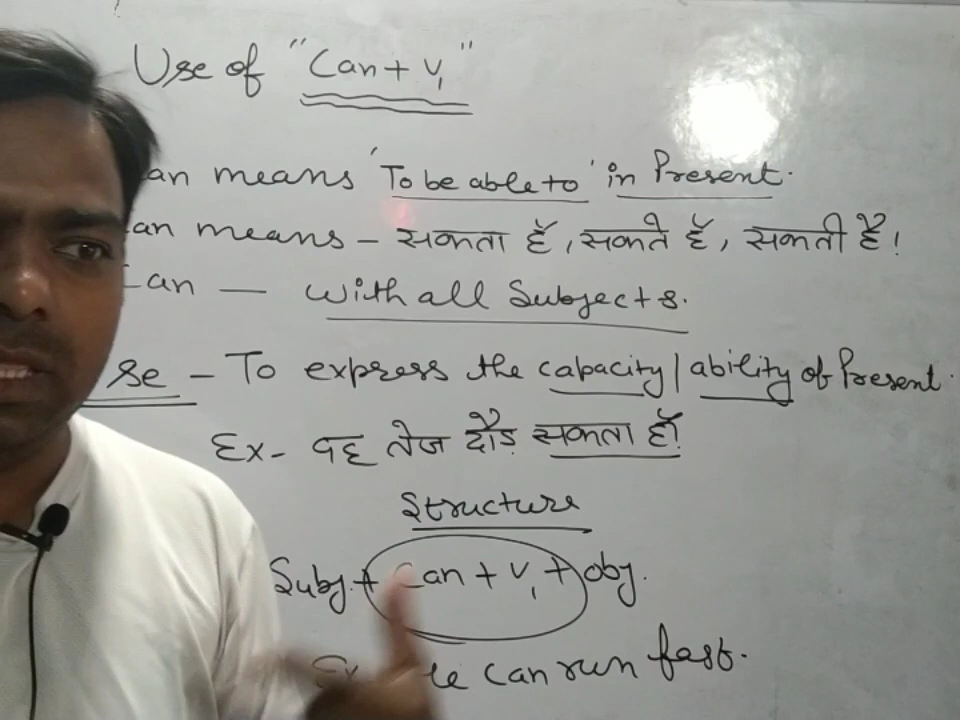 Use of "Can + V1"
an means 'To be able to' in Present.
an means - सकता हैं, सकते हैं, सकती हैं!
an — with all Subjects.
se - To express the capacity / ability of Present.
Ex- वह तेज दौड़ सकता हैं!
Structure
Subj. + Can + V1 + obj.
can run fast.